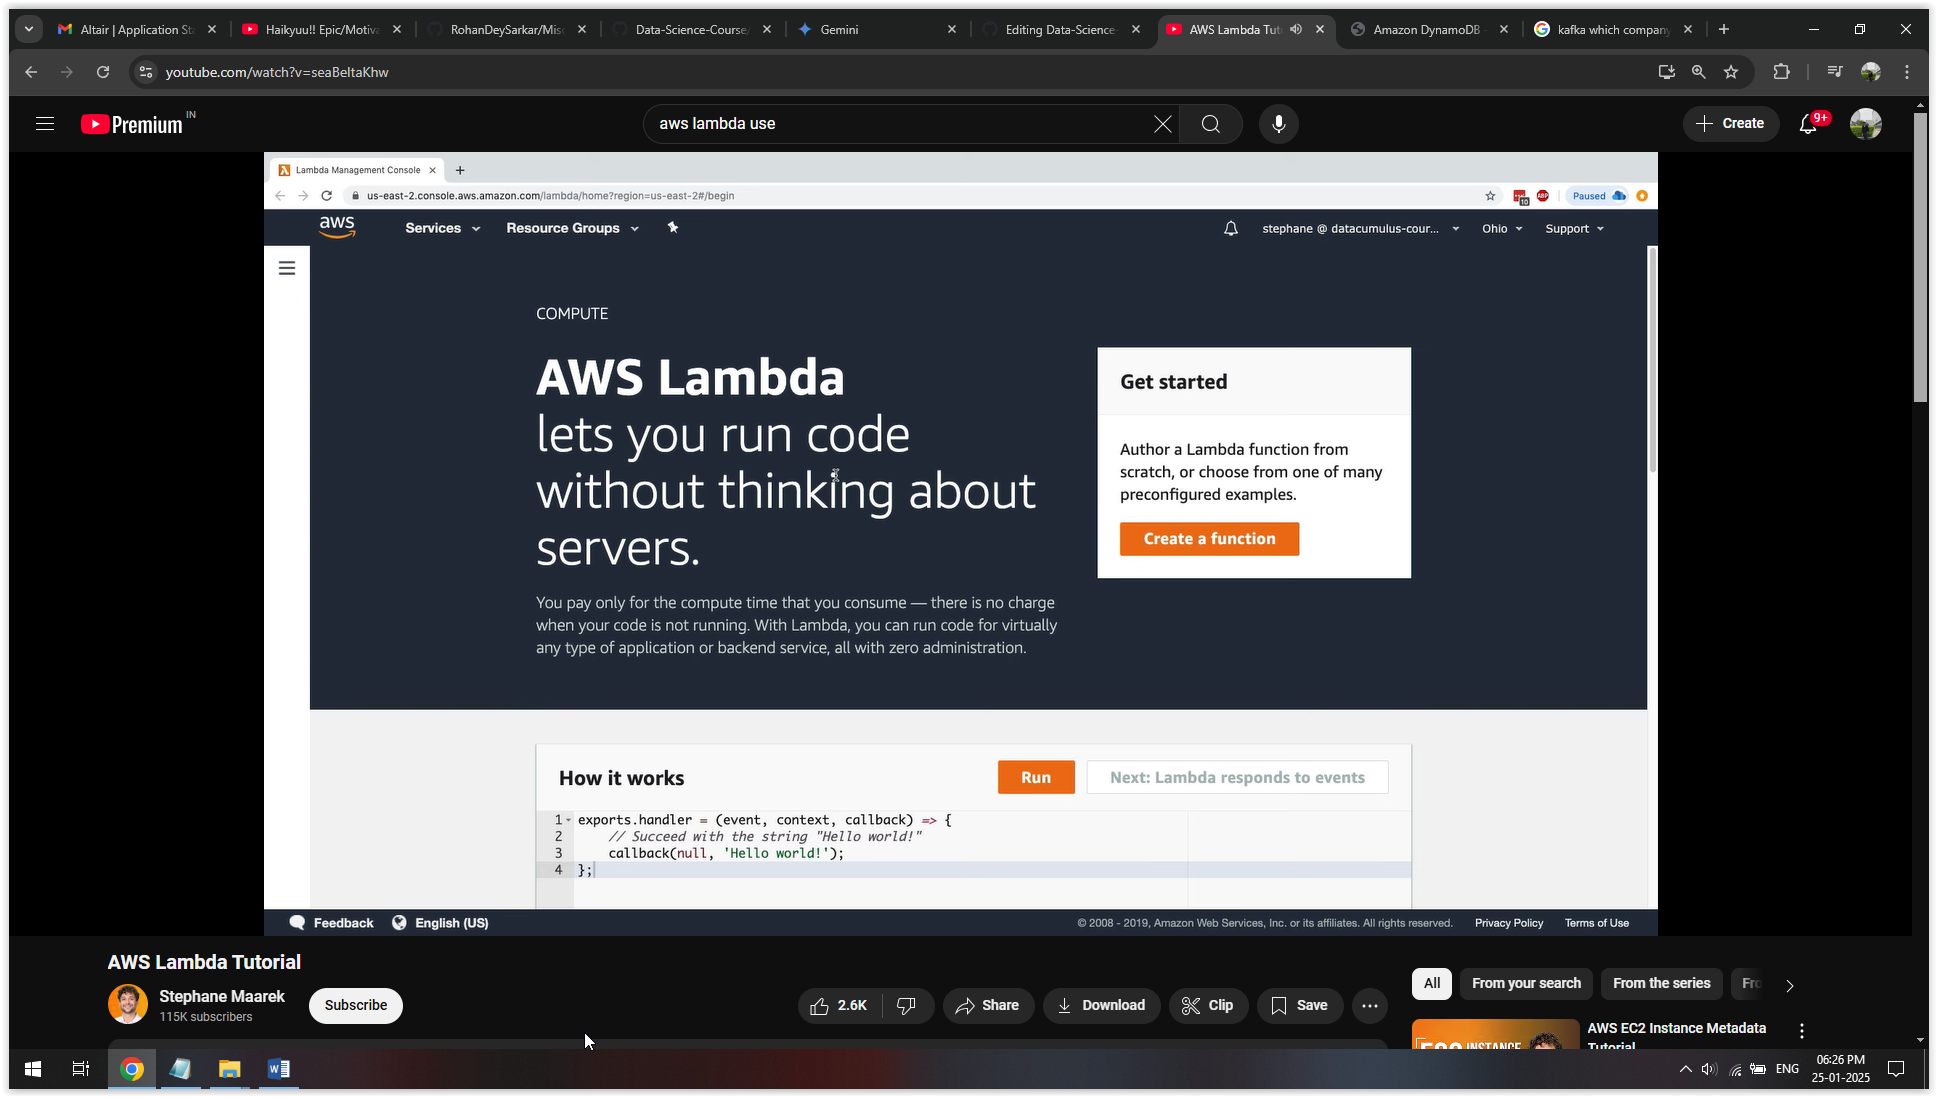 Altair | Application Sta
Haikyuu!! Epic/Motiva
RohanDeySarkar/Misc
Data-Science-Course/
Gemini
Editing Data-Science-
AWS Lambda Tut
Amazon DynamoDB
kafka which company
youtube.com/watch?v=seaBeltaKhw
Premium IN
aws lambda use
Create
9+
Lambda Management Console
us-east-2.console.aws.amazon.com/lambda/home?region=us-east-2#/begin
10
ABP
Paused
aws
Services
Resource Groups
stephane @ datacumulus-cour...
Ohio
Support
COMPUTE
AWS Lambda
lets you run code
without thinking about
servers.
You pay only for the compute time that you consume — there is no charge
when your code is not running. With Lambda, you can run code for virtually
any type of application or backend service, all with zero administration.
Get started
Author a Lambda function from
scratch, or choose from one of many
preconfigured examples.
Create a function
How it works
Run
Next: Lambda responds to events
1 exports.handler = (event, context, callback) => {
2 // Succeed with the string "Hello world!"
3 callback(null, 'Hello world!');
4 };
Feedback
English (US)
© 2008 - 2019, Amazon Web Services, Inc. or its affiliates. All rights reserved.
Privacy Policy
Terms of Use
AWS Lambda Tutorial
Stephane Maarek
115K subscribers
Subscribe
2.6K
Share
Download
Clip
Save
All
From your search
From the series
Fro
AWS EC2 Instance Metadata
Tutorial
INSTANCE
W
ENG
06:26 PM
25-01-2025